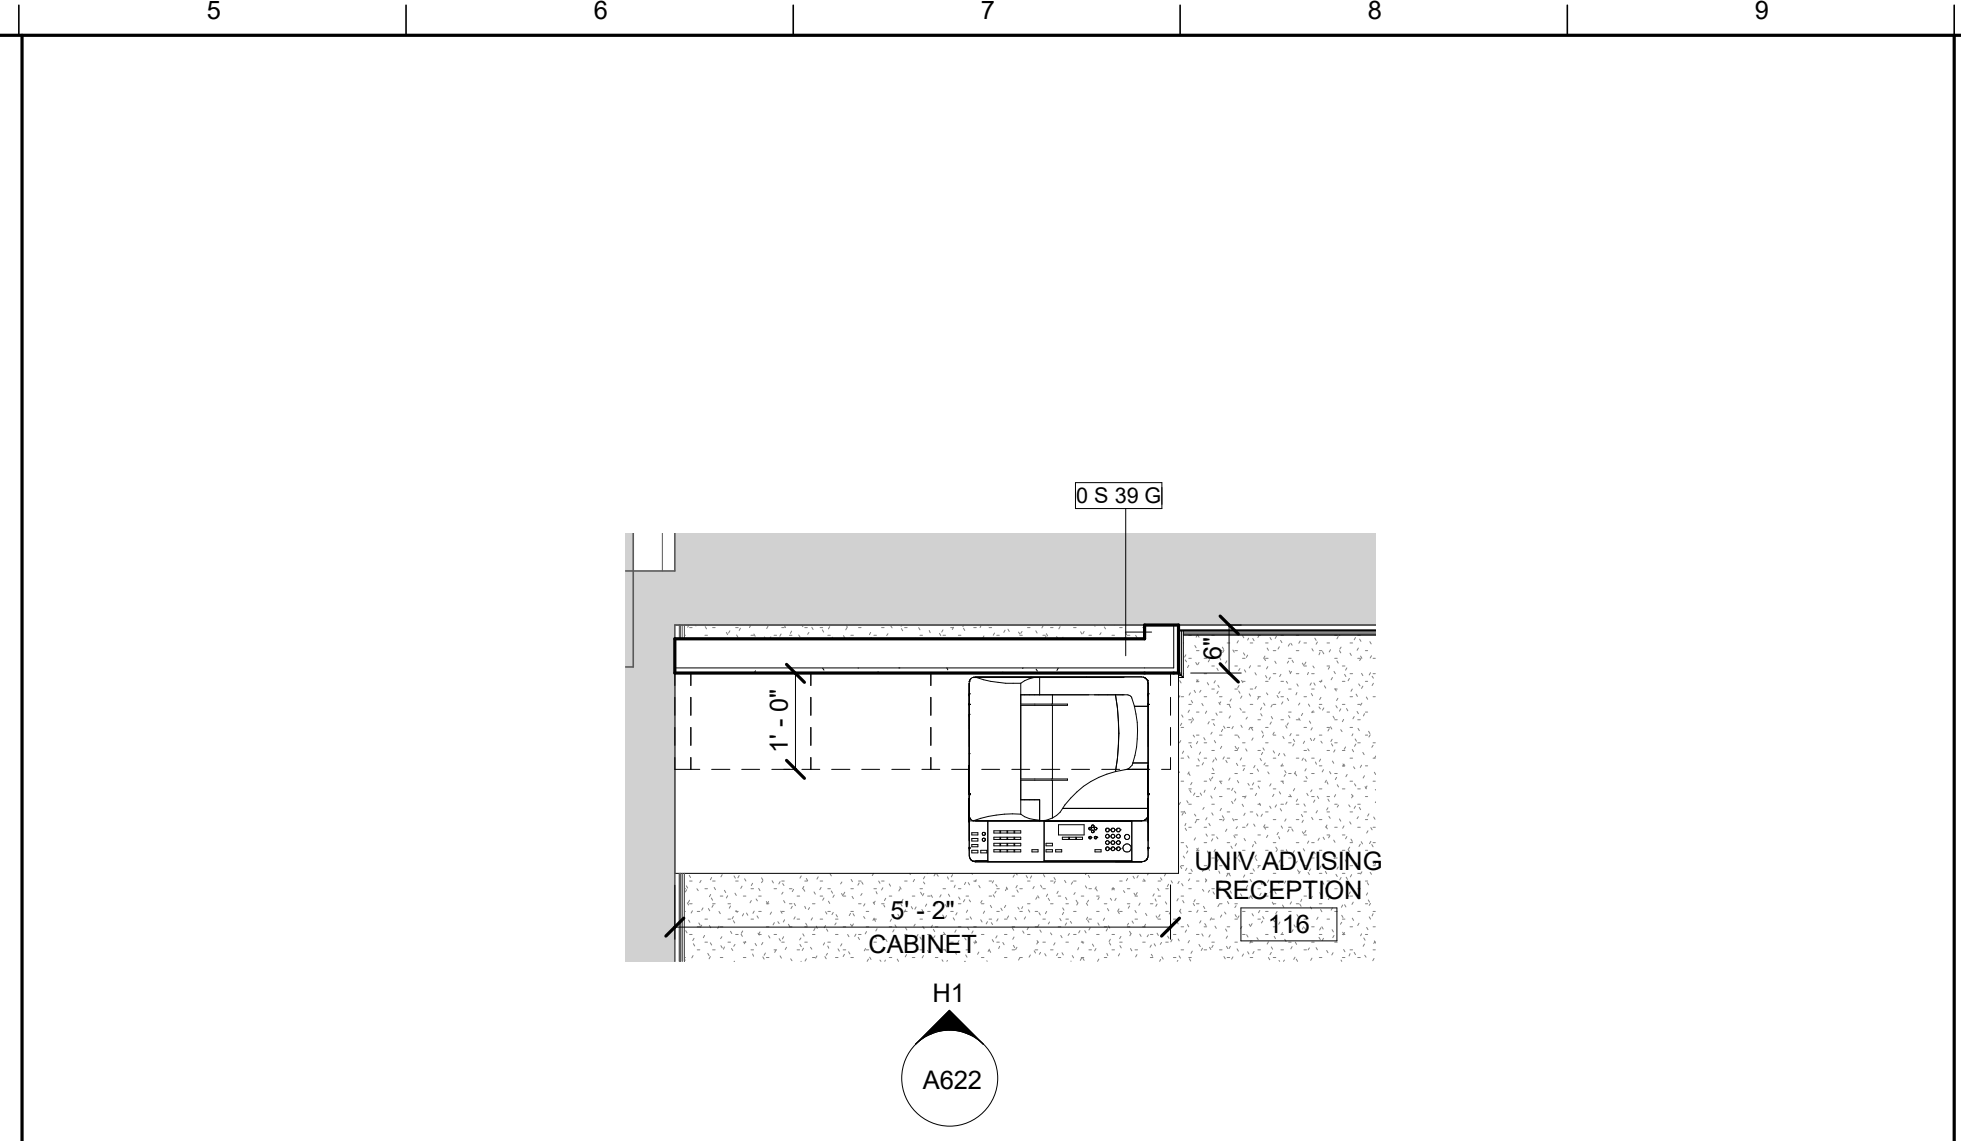 5 6 7 8 9
0 S 39 G
6"
1' - 0"
UNIV ADVISING
RECEPTION
116
5' - 2"
CABINET
H1
A622